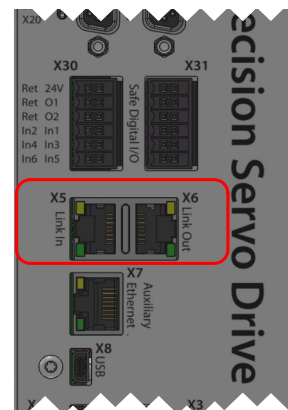 X20
X30
X31
Ret 24V
Ret O1
Ret O2
In2 In1
In4 In3
In6 In5
Safe Digital I/O
X5
X6
Link In
Link Out
X7
Auxiliary
Ethernet
X8
USB
X3
ecision Servo Drive